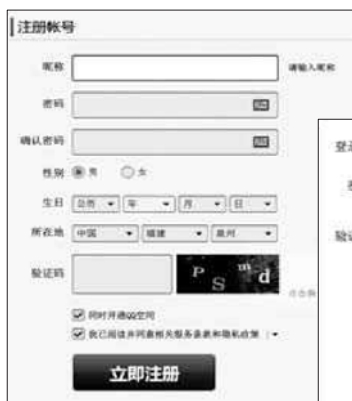 注册帐号
昵称 请输入昵称
密码
确认密码
性别 男 女
生日 公历 年 月 日
所在地 中国 福建 泉州
验证码 P S m d
同时开通QQ空间
我已阅读并同意相关服务条款和隐私政策
立即注册
登录
验证